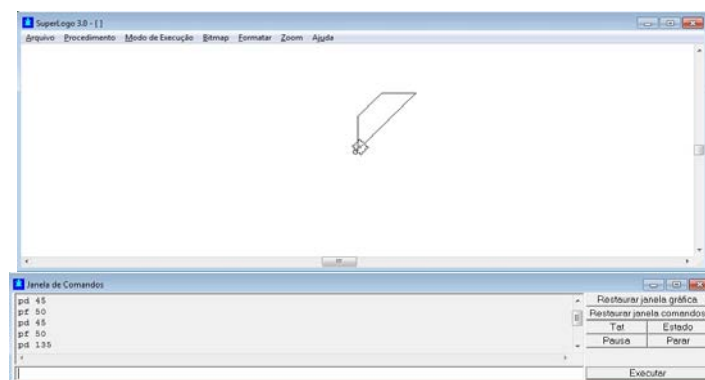 SuperLogo 3.0 - [ ]
Arquivo Procedimento Modo de Execução Bitmap Formatar Zoom Ajuda
Janela de Comandos
pd 45
pf 50
pd 45
pf 50
pd 135
Restaurar janela gráfica
Restaurar janela comandos
Tat Estado
Pausa Parar
Executar